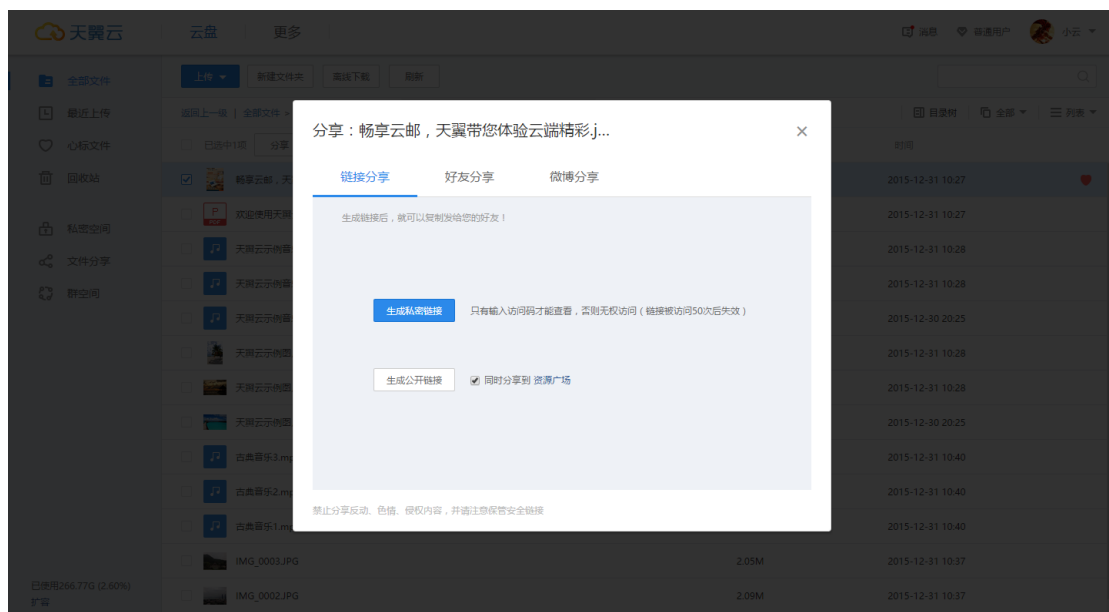 天翼云 云盘 更多 消息 普通用户 小云
全部文件 上传 新建文件夹 离线下载 刷新
最近上传 返回上一级 | 全部文件 目录树 全部 列表
分享：畅享云邮，天翼带您体验云端精彩.j... ×
心标文件 已选中1项 分享 时间
回收站 畅享云邮，天 2015-12-31 10:27
链接分享 好友分享 微博分享
欢迎使用天翼 2015-12-31 10:27
生成链接后，就可以复制发给您的好友！
私密空间
天翼云示例音 2015-12-31 10:28
文件分享
天翼云示例音 2015-12-31 10:28
群空间
生成私密链接 只有输入访问码才能查看，否则无权访问（链接被访问50次后失效）
天翼云示例音 2015-12-30 20:25
天翼云示例图 2015-12-31 10:28
生成公开链接 同时分享到 资源广场
天翼云示例图 2015-12-31 10:28
天翼云示例图 2015-12-30 20:25
古典音乐3.mp 2015-12-31 10:40
古典音乐2.mp 2015-12-31 10:40
禁止分享反动、色情、侵权内容，并请注意保管安全链接
古典音乐1.mp 2015-12-31 10:40
IMG_0003.JPG 2.05M 2015-12-31 10:37
已使用266.77G (2.60%)
扩容
IMG_0002.JPG 2.09M 2015-12-31 10:37